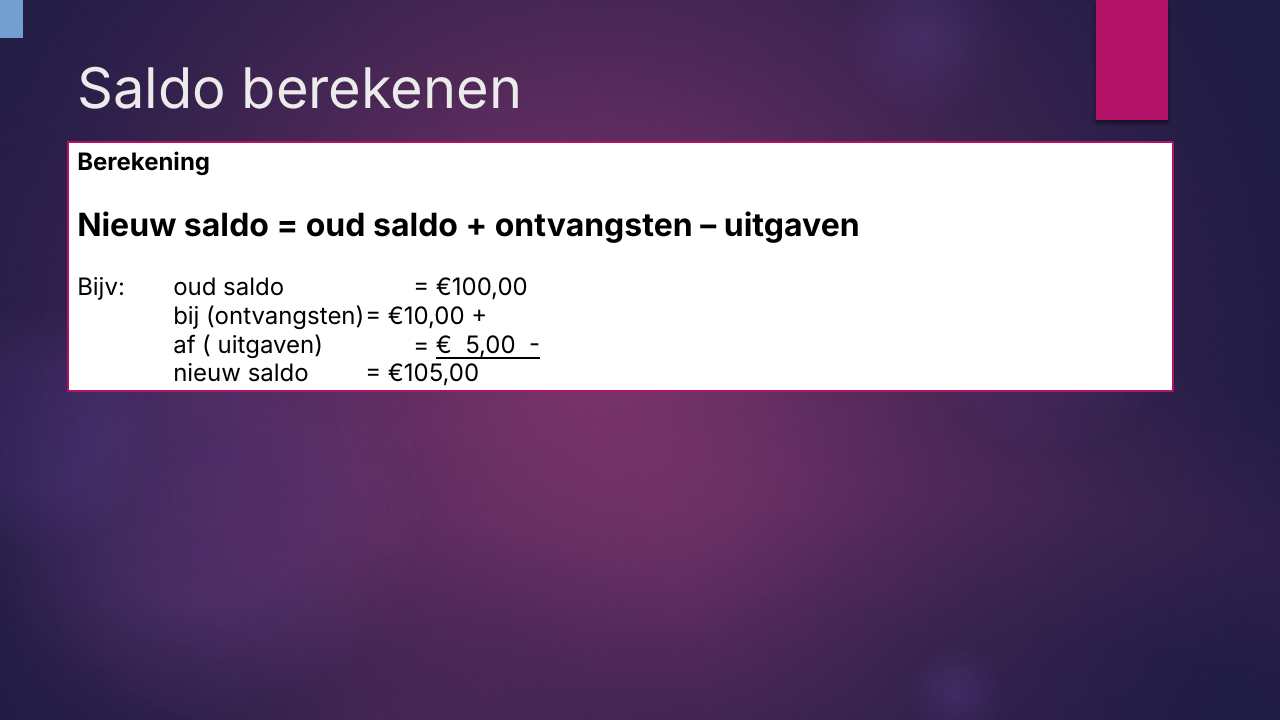 Saldo berekenen
Berekening
Nieuw saldo = oud saldo + ontvangsten – uitgaven
Bijv: oud saldo = €100,00
bij (ontvangsten) = €10,00 +
af ( uitgaven) = €  5,00  -
nieuw saldo = €105,00